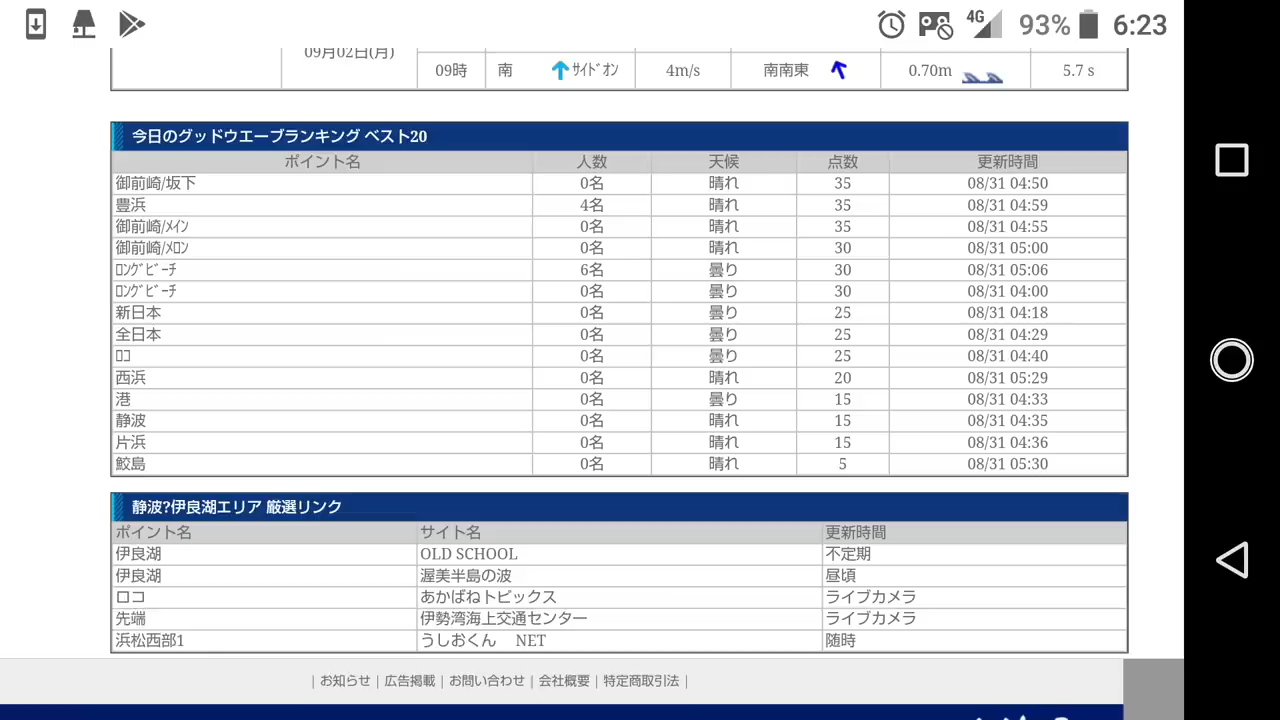 4G 93% 6:23
09月02日(月)
09時 南 ｻｲﾄﾞｵﾝ 4m/s 南南東 0.70m 5.7 s
今日のグッドウエーブランキング ベスト20
ポイント名 人数 天候 点数 更新時間
御前崎/坂下 0名 晴れ 35 08/31 04:50
豊浜 4名 晴れ 35 08/31 04:59
御前崎/ﾒｲﾝ 0名 晴れ 35 08/31 04:55
御前崎/ﾒﾛﾝ 0名 晴れ 30 08/31 05:00
ﾛﾝｸﾞﾋﾞｰﾁ 6名 曇り 30 08/31 05:06
ﾛﾝｸﾞﾋﾞｰﾁ 0名 曇り 30 08/31 04:00
新日本 0名 曇り 25 08/31 04:18
全日本 0名 曇り 25 08/31 04:29
ﾛｺ 0名 曇り 25 08/31 04:40
西浜 0名 晴れ 20 08/31 05:29
港 0名 曇り 15 08/31 04:33
静波 0名 晴れ 15 08/31 04:35
片浜 0名 晴れ 15 08/31 04:36
鮫島 0名 晴れ 5 08/31 05:30
静波?伊良湖エリア 厳選リンク
ポイント名 サイト名 更新時間
伊良湖 OLD SCHOOL 不定期
伊良湖 渥美半島の波 昼頃
ロコ あかばねトピックス ライブカメラ
先端 伊勢湾海上交通センター ライブカメラ
浜松西部1 うしおくん NET 随時
| お知らせ | 広告掲載 | お問い合わせ | 会社概要 | 特定商取引法 |